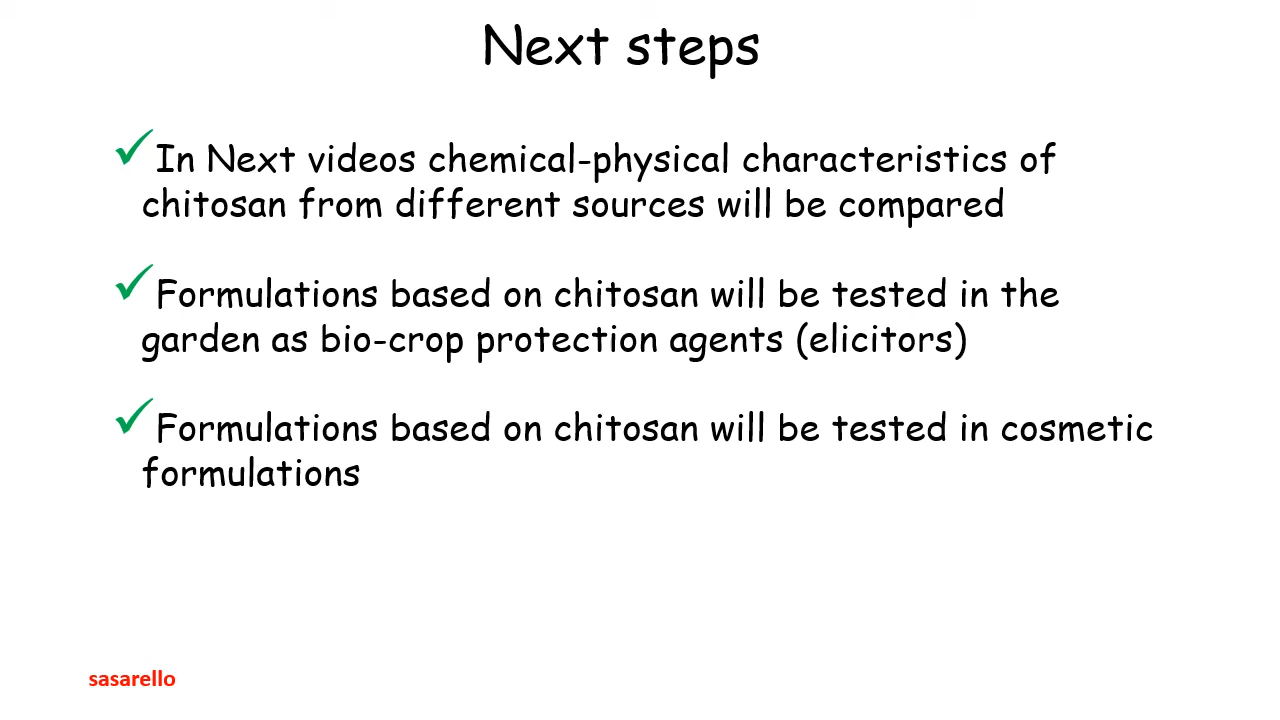 Next steps
✓In Next videos chemical-physical characteristics of
chitosan from different sources will be compared
✓Formulations based on chitosan will be tested in the
garden as bio-crop protection agents (elicitors)
✓Formulations based on chitosan will be tested in cosmetic
formulations
sasarello